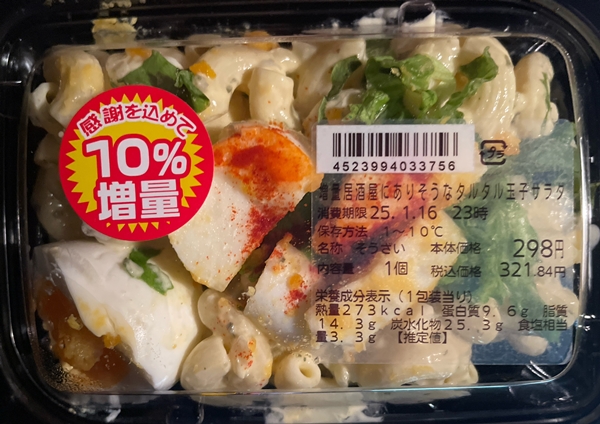 感謝を込めて
10%
増量
4523994033756
プラ
増量居酒屋にありそうなタルタル玉子サラダ
消費期限 25. 1.16 23時
保存方法 1~10℃
名称 そうざい 本体価格 298円
内容量 1個 税込価格 321.84円
栄養成分表示(1包装当り)
熱量273kcal 蛋白質9.6g 脂質
14.3g 炭水化物25.3g 食塩相当
量3.3g 【推定値】